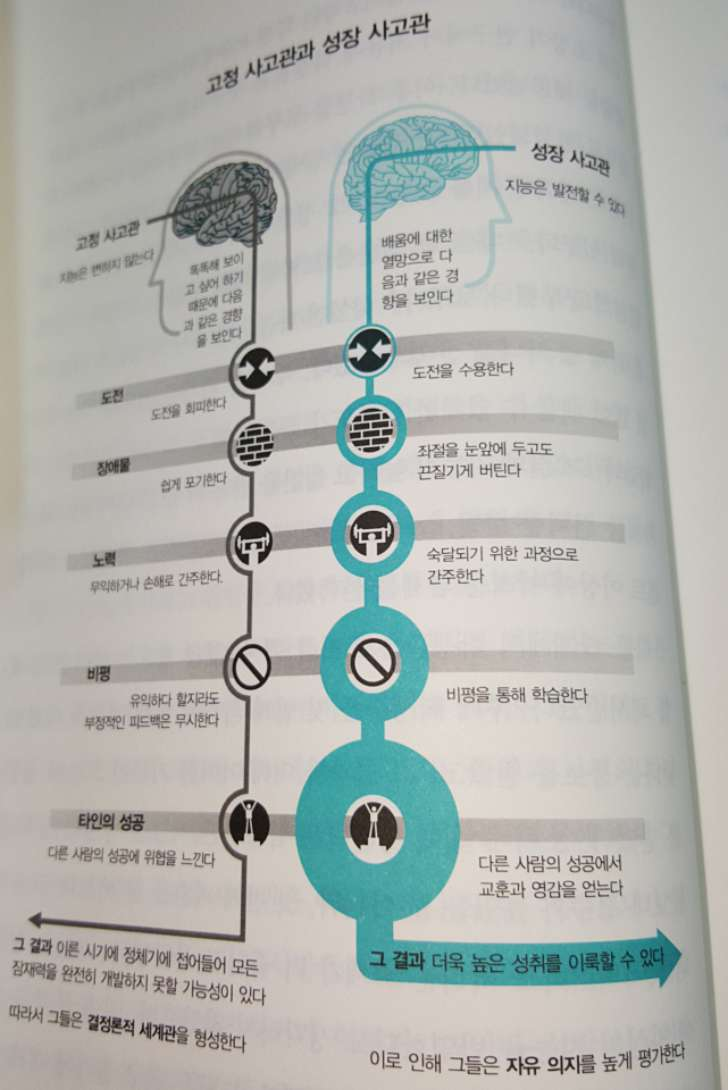 고정 사고관과 성장 사고관
고정 사고관
지능은 변하지 않는다
똑똑해 보이
고 싶어 하기
때문에 다음
과 같은 경향
을 보인다
성장 사고관
지능은 발전할 수 있다
배움에 대한
열망으로 다
음과 같은 경
향을 보인다
도전
도전을 회피한다
도전을 수용한다
장애물
쉽게 포기한다
좌절을 눈앞에 두고도
끈질기게 버틴다
노력
무익하거나 손해로 간주한다.
숙달되기 위한 과정으로
간주한다
비평
유익하다 할지라도
부정적인 피드백은 무시한다
비평을 통해 학습한다
타인의 성공
다른 사람의 성공에 위협을 느낀다
다른 사람의 성공에서
교훈과 영감을 얻는다
그 결과 이른 시기에 정체기에 접어들어 모든
잠재력을 완전히 개발하지 못할 가능성이 있다
따라서 그들은 결정론적 세계관을 형성한다
그 결과 더욱 높은 성취를 이룩할 수 있다
이로 인해 그들은 자유 의지를 높게 평가한다